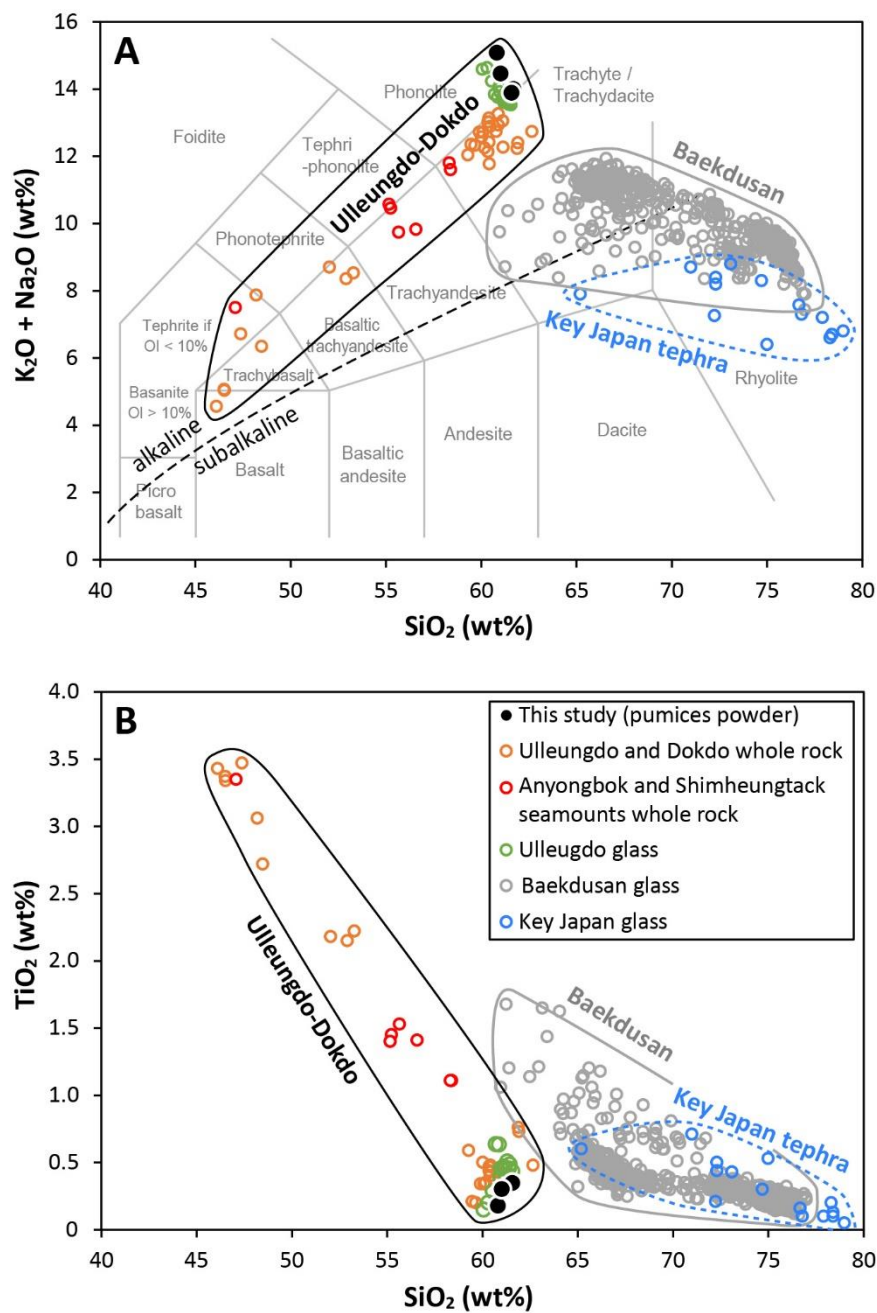 A
K₂O + Na₂O (wt%)
16
14
12
10
8
6
4
2
0
Foidite
Phonolite
Trachyte /
Trachydacite
Tephri
-phonolite
Ulleungdo-Dokdo
Baekdusan
Phonotephrite
Trachyandesite
Tephrite if
Ol < 10%
Basaltic
trachyandesite
Key Japan tephra
Basanite
Ol > 10%
Trachybasalt
Rhyolite
alkaline
subalkaline
Picro
basalt
Basalt
Basaltic
andesite
Andesite
Dacite
40
45
50
55
60
65
70
75
80
SiO₂ (wt%)
B
TiO₂ (wt%)
4.0
3.5
3.0
2.5
2.0
1.5
1.0
0.5
0
This study (pumices powder)
Ulleungdo and Dokdo whole rock
Anyongbok and Shimheungtack
seamounts whole rock
Ulleugdo glass
Baekdusan glass
Key Japan glass
Ulleungdo-Dokdo
Baekdusan
Key Japan tephra
40
45
50
55
60
65
70
75
80
SiO₂ (wt%)